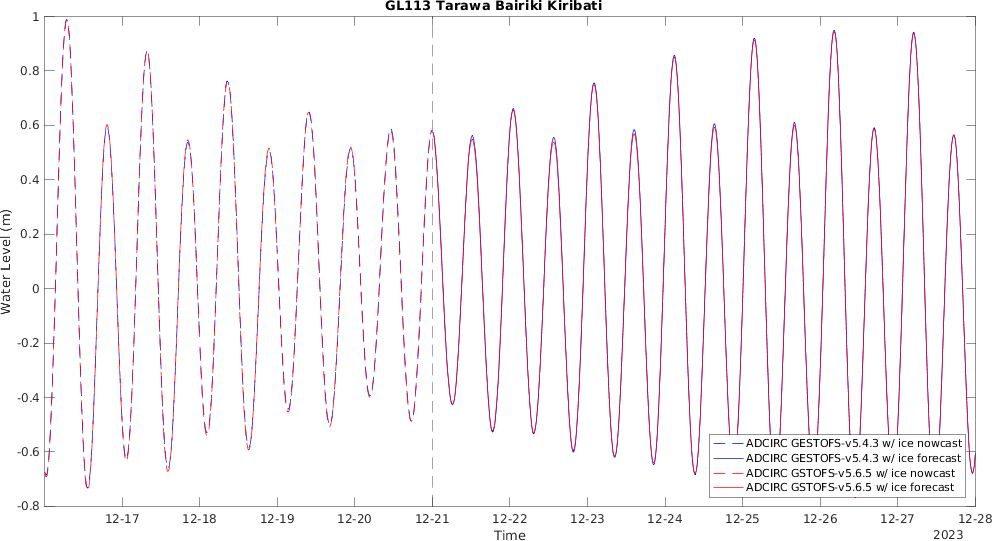 GL113 Tarawa Bairiki Kiribati
Water Level (m)
1
0.8
0.6
0.4
0.2
0
-0.2
-0.4
-0.6
-0.8
ADCIRC GESTOFS-v5.4.3 w/ ice nowcast
ADCIRC GESTOFS-v5.4.3 w/ ice forecast
ADCIRC GSTOFS-v5.6.5 w/ ice nowcast
ADCIRC GSTOFS-v5.6.5 w/ ice forecast
12-17 12-18 12-19 12-20 12-21 12-22 12-23 12-24 12-25 12-26 12-27 12-28
Time
2023